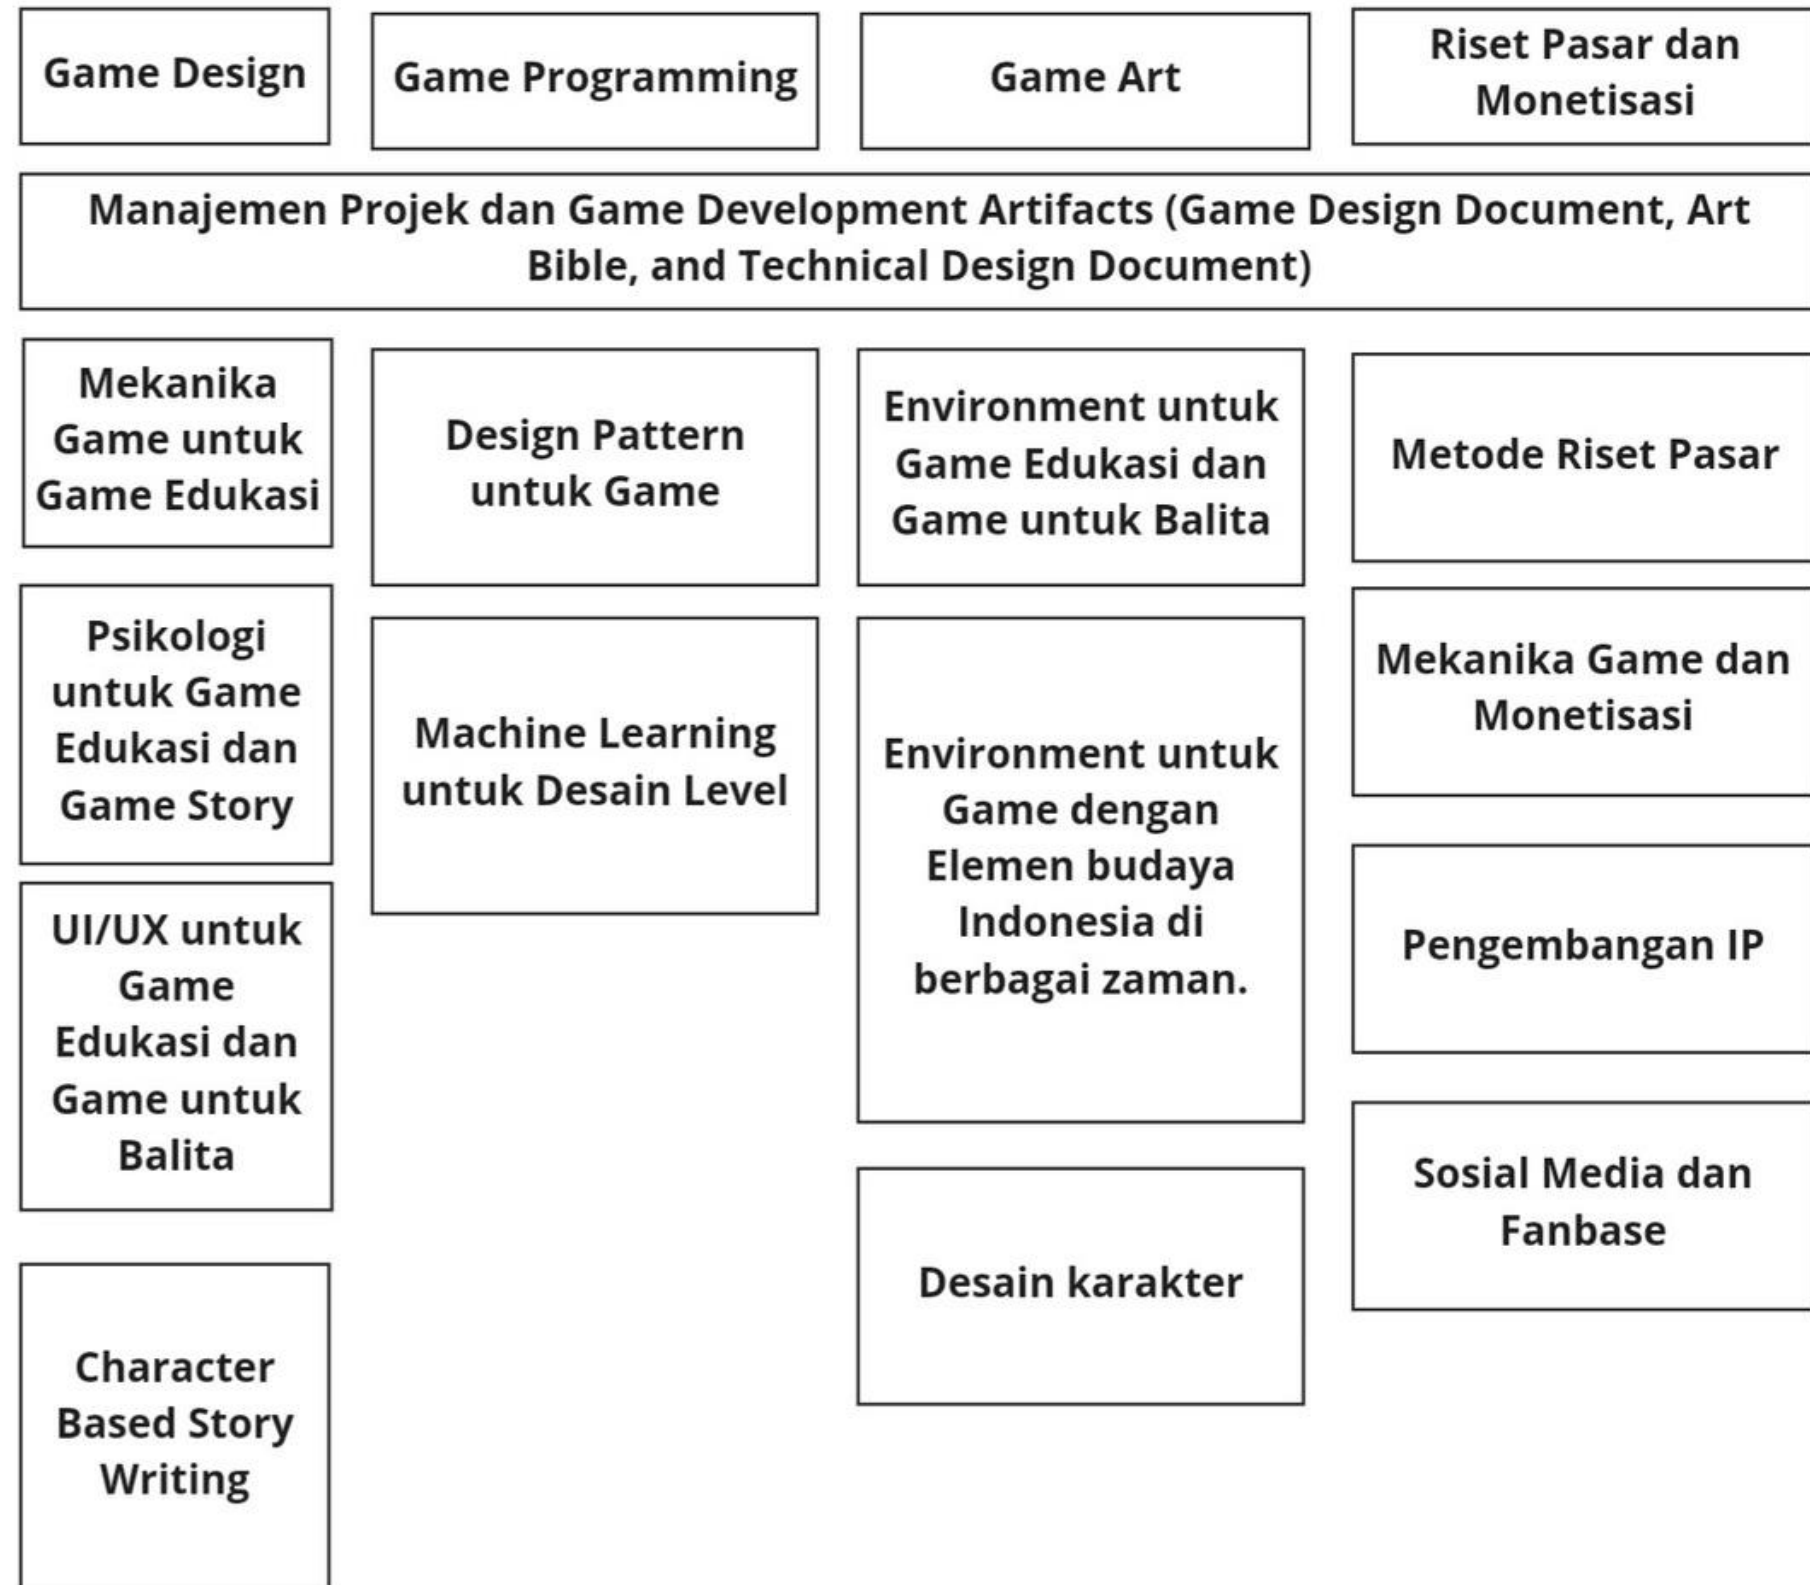 Game Design
Game Programming
Game Art
Riset Pasar dan
Monetisasi
Manajemen Projek dan Game Development Artifacts (Game Design Document, Art
Bible, and Technical Design Document)
Mekanika
Game untuk
Game Edukasi
Psikologi
untuk Game
Edukasi dan
Game Story
UI/UX untuk
Game
Edukasi dan
Game untuk
Balita
Character
Based Story
Writing
Design Pattern
untuk Game
Machine Learning
untuk Desain Level
Environment untuk
Game Edukasi dan
Game untuk Balita
Environment untuk
Game dengan
Elemen budaya
Indonesia di
berbagai zaman.
Desain karakter
Metode Riset Pasar
Mekanika Game dan
Monetisasi
Pengembangan IP
Sosial Media dan
Fanbase